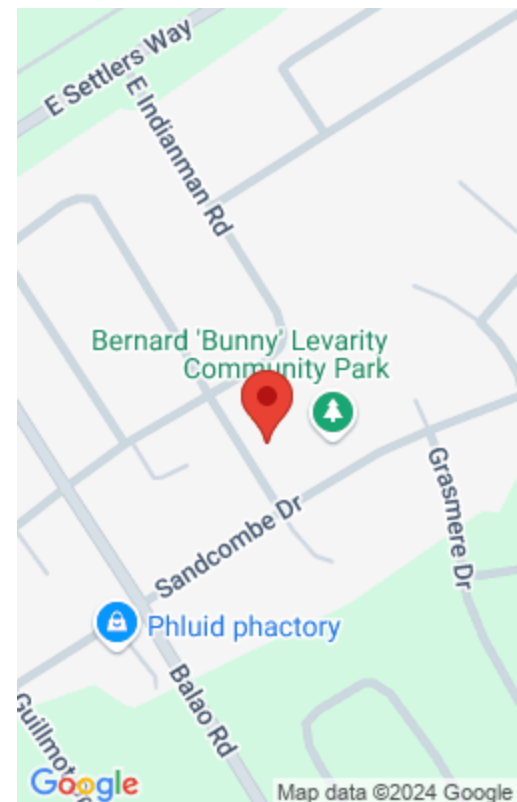 E Settlers Way
E Indianman Rd
Bernard 'Bunny' Levarity
Community Park
Grasmere Dr
Sandcombe Dr
Phluid phactory
Balao Rd
Guillmot
Google
Map data ©2024 Google